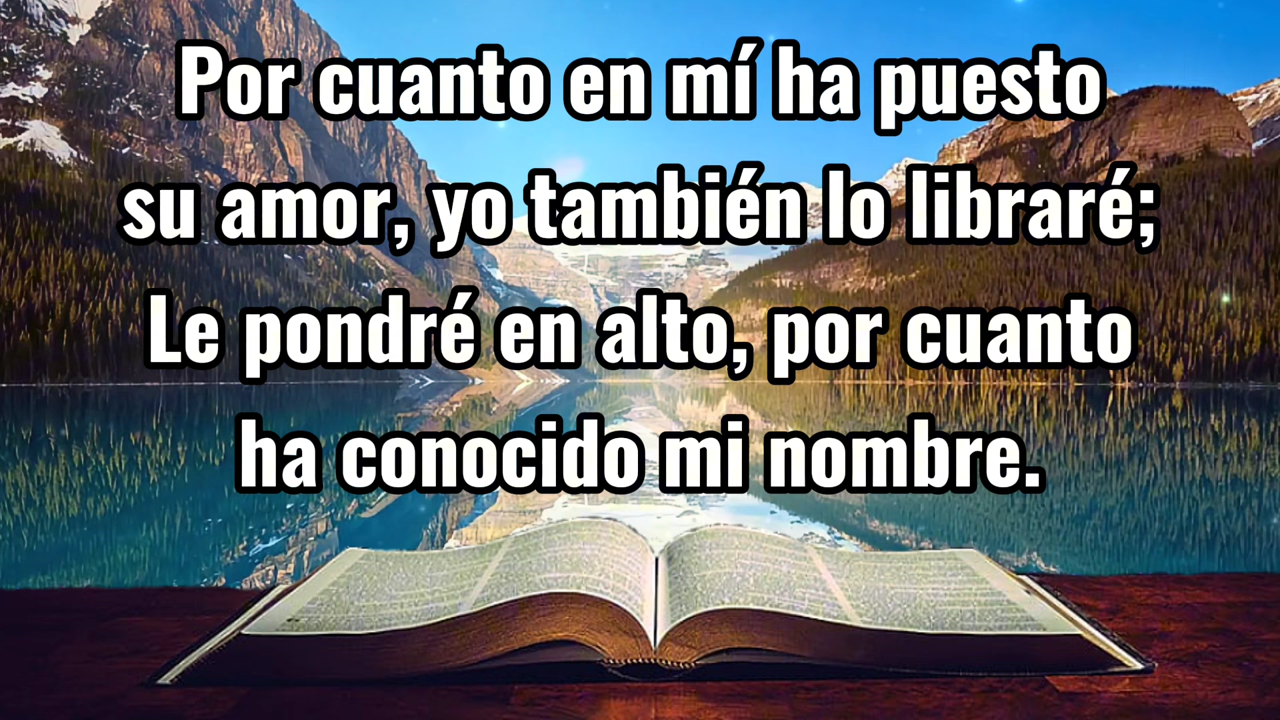 Por cuanto en mí ha puesto
su amor, yo también lo libraré;
Le pondré en alto, por cuanto
ha conocido mi nombre.